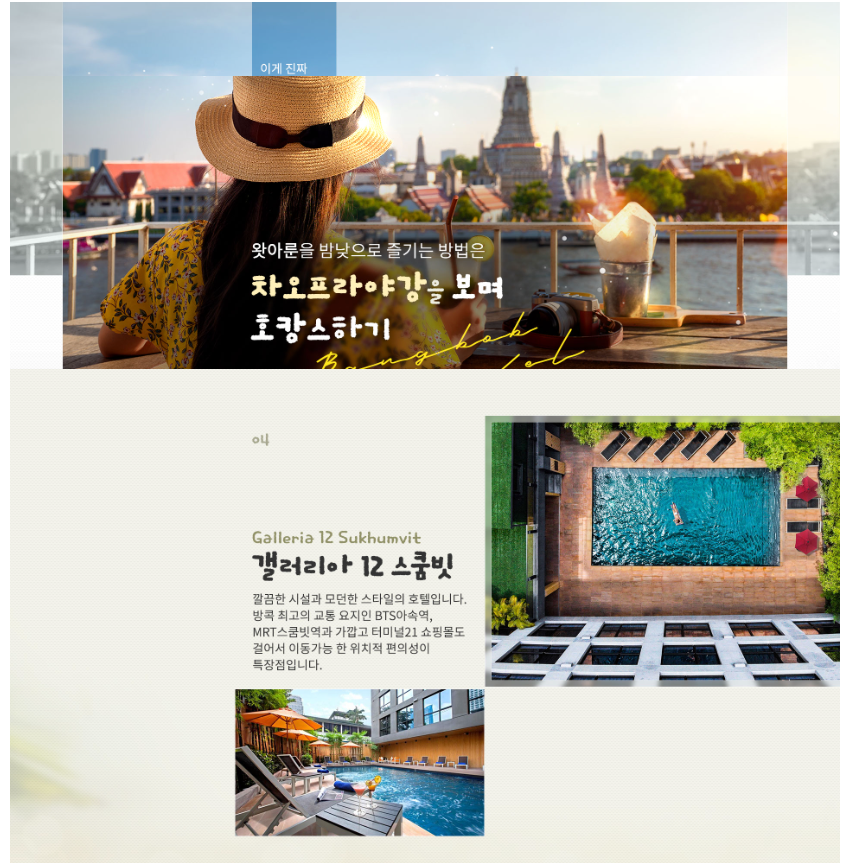 이게 진짜
왓아룬을 밤낮으로 즐기는 방법은
차오프라야강을 보며
호캉스하기
04
Galleria 12 Sukhumvit
갤러리아 12 스쿰빗
깔끔한 시설과 모던한 스타일의 호텔입니다.
방콕 최고의 교통 요지인 BTS아속역,
MRT스쿰빗역과 가깝고 터미널21 쇼핑몰도
걸어서 이동가능 한 위치적 편의성이
특장점입니다.